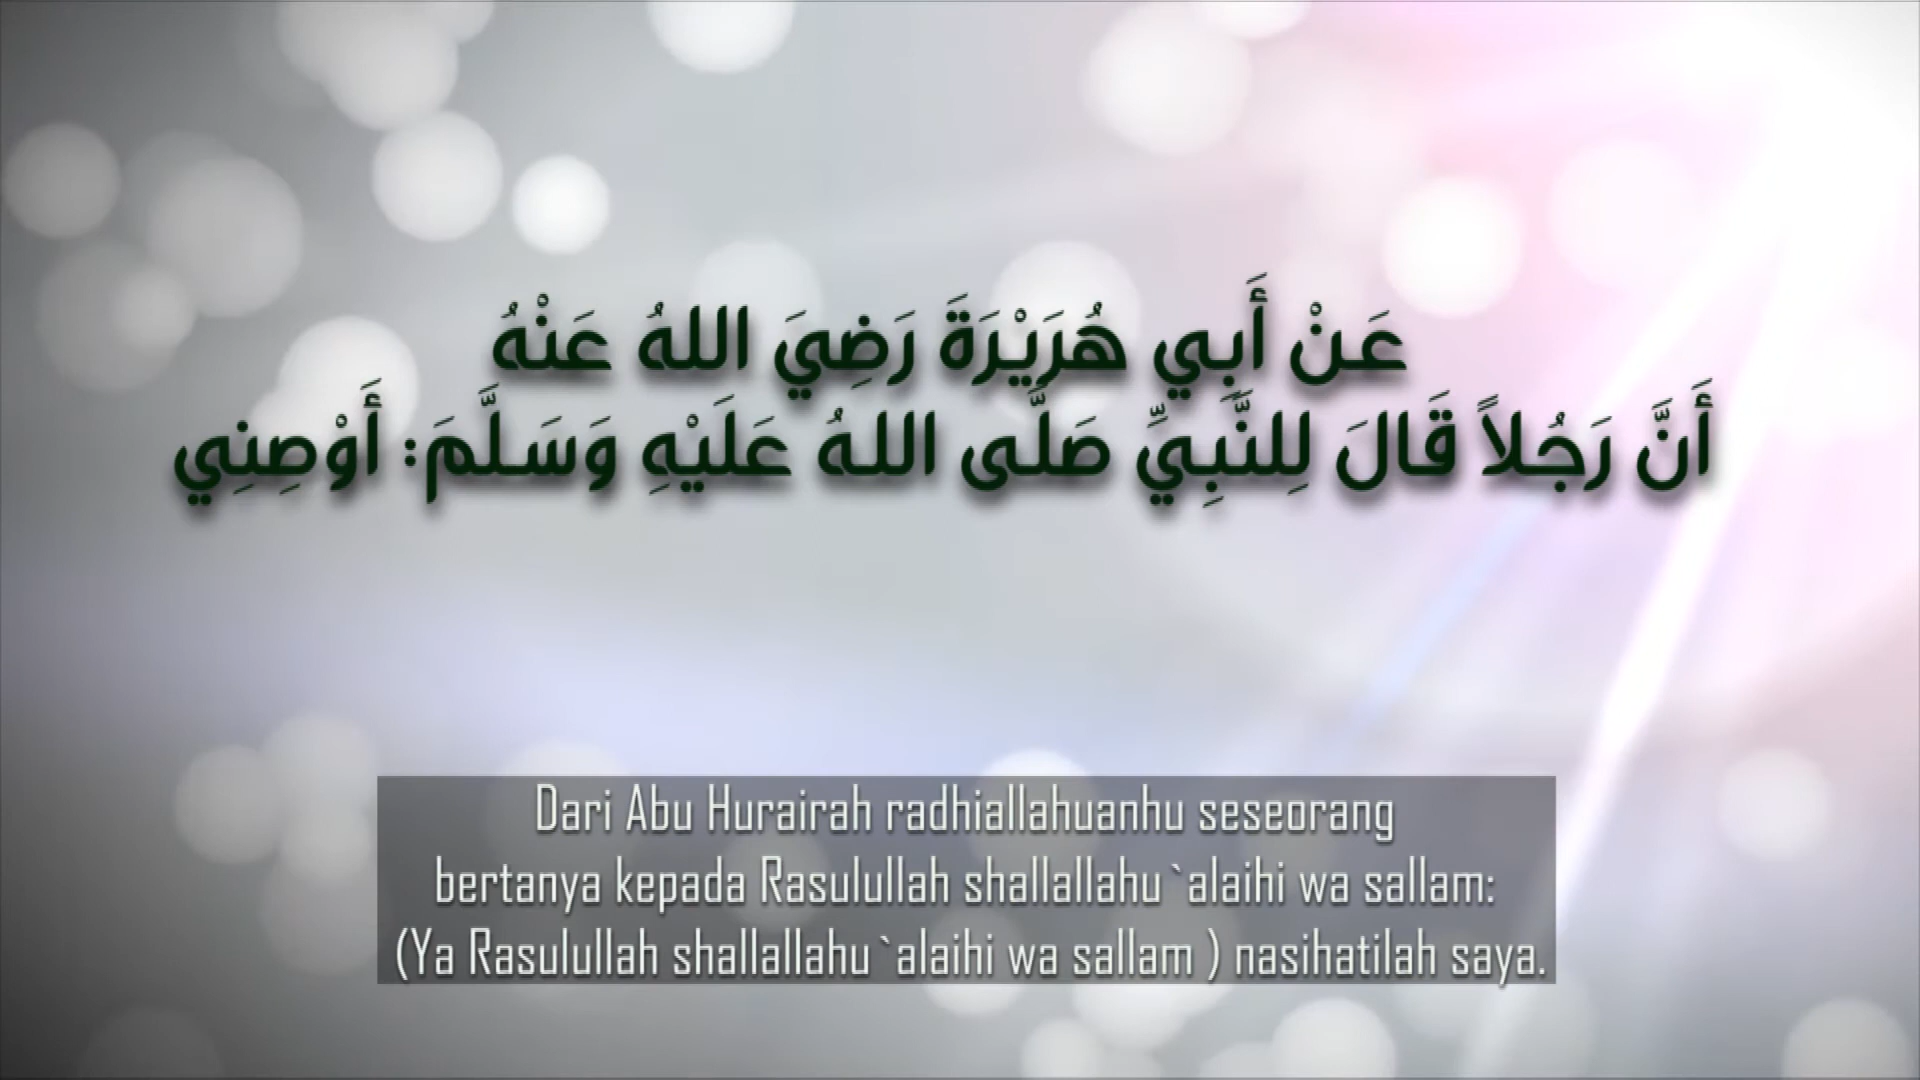 عَنْ أَبِي هُرَيْرَةَ رَضِيَ اللهُ عَنْهُ
أَنَّ رَجُلاً قَالَ لِلنَّبِيِّ صَلَّى اللهُ عَلَيْهِ وَسَلَّمَ: أَوْصِنِي
Dari Abu Hurairah radhiallahuanhu seseorang
bertanya kepada Rasulullah shallallahu `alaihi wa sallam:
(Ya Rasulullah shallallahu `alaihi wa sallam ) nasihatilah saya.